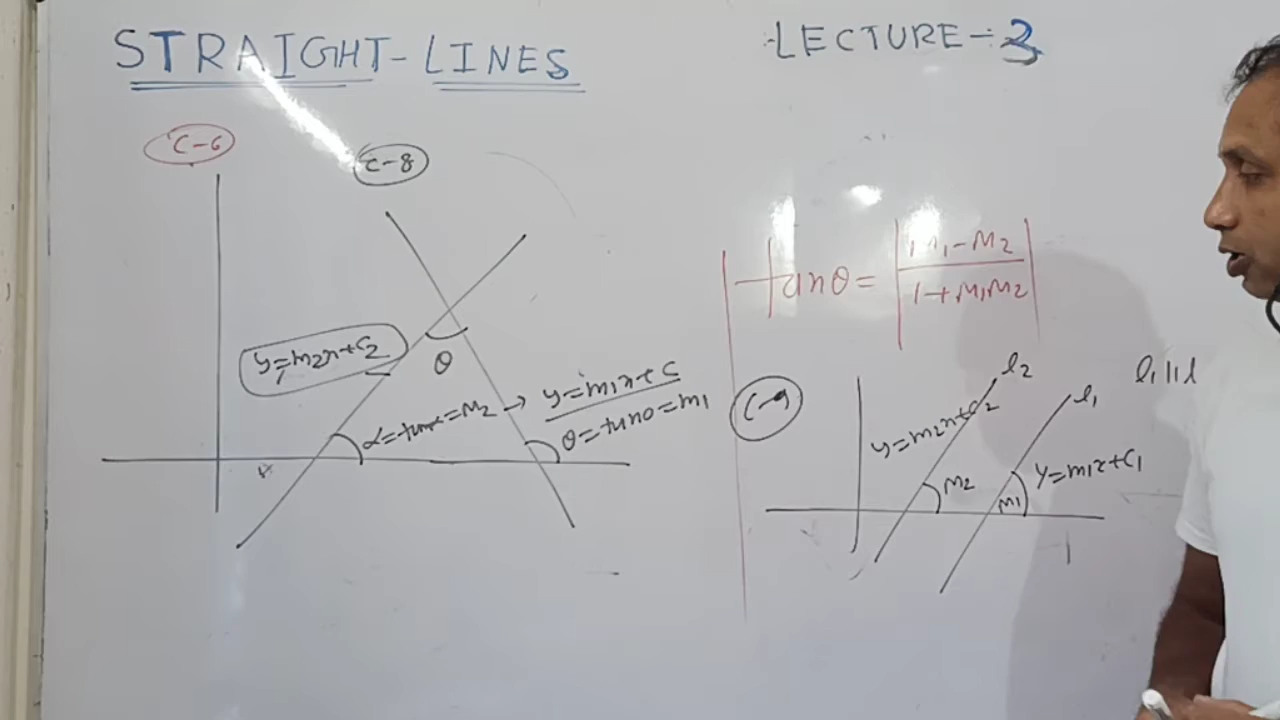 STRAIGHT-LINES
LECTURE-3
C-6
C-8
tanθ = |m₁-m₂ / 1+m₁m₂|
y=m₂x+c₂
θ
α=tanα=m₂ → y=m₁x+c
θ=tanθ=m₁
C-9
l₂
l₁
l₁ || l
y=m₂x+c₂
m₂
m₁
y=m₁x+c₁